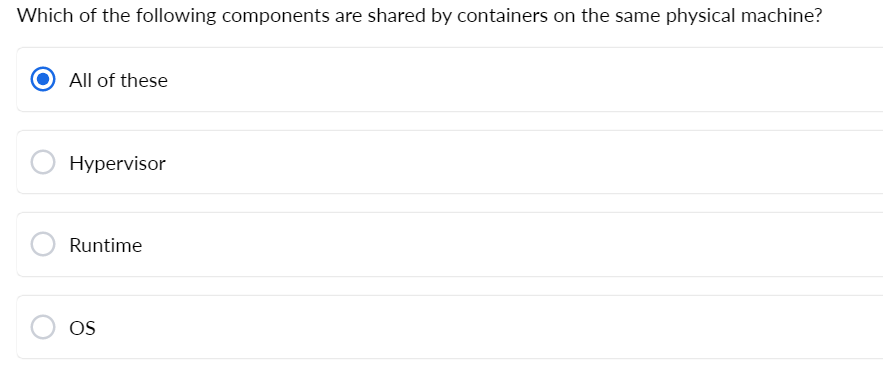 Which of the following components are shared by containers on the same physical machine?
All of these
Hypervisor
Runtime
OS